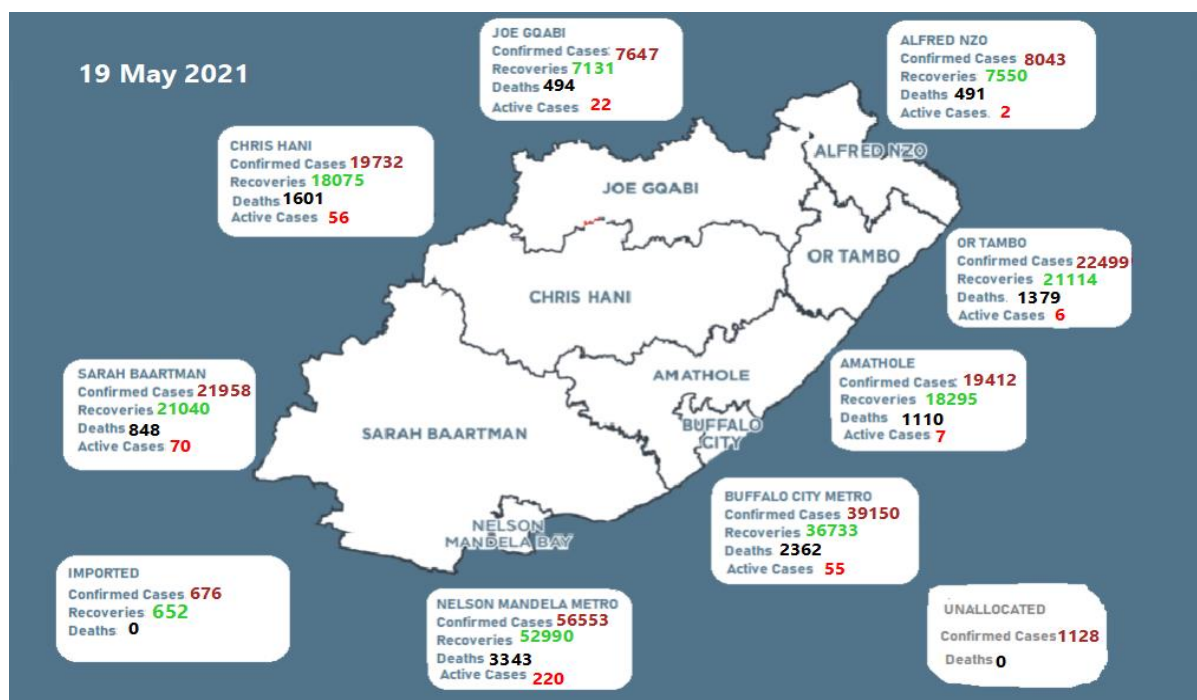 19 May 2021
JOE GQABI
Confirmed Cases: 7647
Recoveries 7131
Deaths 494
Active Cases 22
ALFRED NZO
Confirmed Cases 8043
Recoveries 7550
Deaths 491
Active Cases. 2
CHRIS HANI
Confirmed Cases 19732
Recoveries 18075
Deaths 1601
Active Cases 56
ALFRED NZO
JOE GQABI
OR TAMBO
CHRIS HANI
OR TAMBO
Confirmed Cases 22499
Recoveries 21114
Deaths. 1379
Active Cases 6
SARAH BAARTMAN
Confirmed Cases 21958
Recoveries 21040
Deaths 848
Active Cases 70
AMATHOLE
AMATHOLE
Confirmed Cases: 19412
Recoveries 18295
Deaths 1110
Active Cases 7
BUFFALO
CITY
SARAH BAARTMAN
BUFFALO CITY METRO
Confirmed Cases 39150
Recoveries 36733
Deaths 2362
Active Cases 55
NELSON
MANDELA BAY
IMPORTED
Confirmed Cases 676
Recoveries 652
Deaths 0
NELSON MANDELA METRO
Confirmed Cases 56553
Recoveries 52990
Deaths 3343
Active Cases 220
UNALLOCATED
Confirmed Cases 1128
Deaths 0